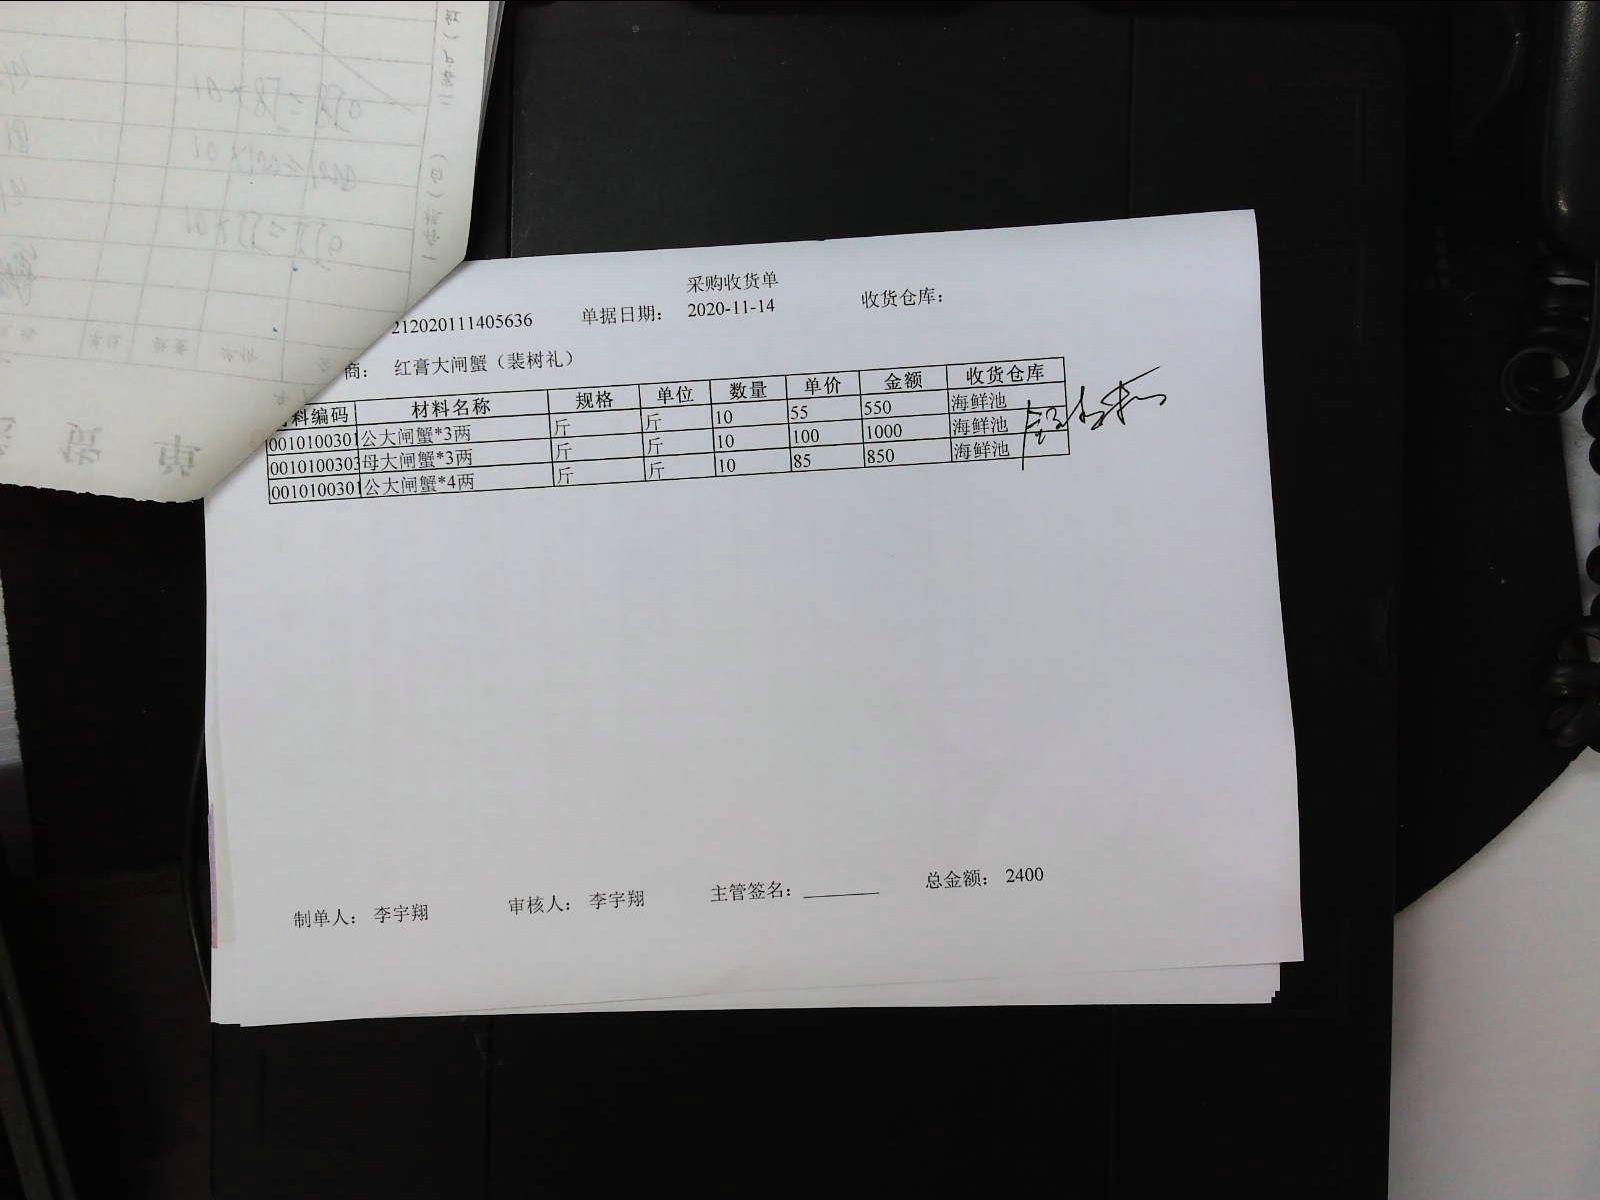 采购收货单
212020111405636 单据日期： 2020-11-14 收货仓库：
商： 红膏大闸蟹（裴树礼）
料编码 材料名称 规格 单位 数量 单价 金额 收货仓库
0010100301 公大闸蟹*3两 斤 斤 10 55 550 海鲜池
0010100303 母大闸蟹*3两 斤 斤 10 100 1000 海鲜池
0010100301 公大闸蟹*4两 斤 斤 10 85 850 海鲜池
制单人： 李宇翔 审核人： 李宇翔 主管签名： 总金额： 2400